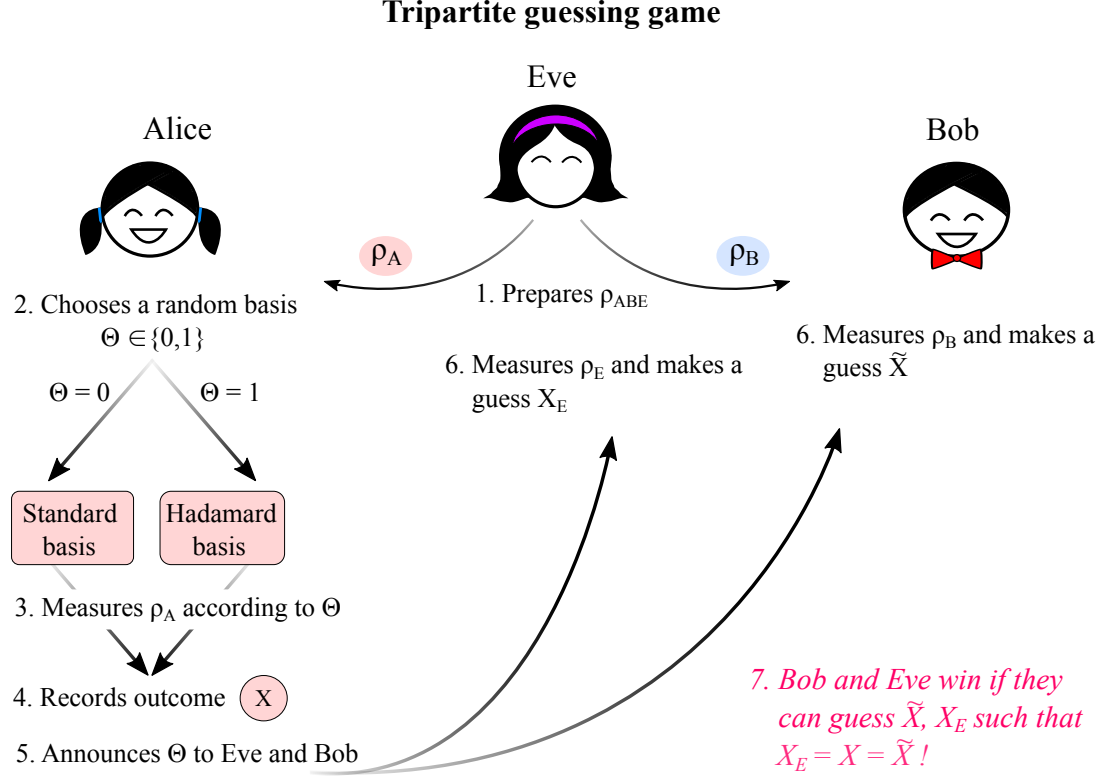 Tripartite guessing game
Eve
Alice
Bob
ρA
ρB
1. Prepares ρABE
2. Chooses a random basis
Θ ∈ {0,1}
Θ = 0
Θ = 1
Standard
basis
Hadamard
basis
3. Measures ρA according to Θ
4. Records outcome X
5. Announces Θ to Eve and Bob
6. Measures ρE and makes a
guess XE
6. Measures ρB and makes a
guess X̃
7. Bob and Eve win if they
can guess X̃, XE such that
XE = X = X̃ !